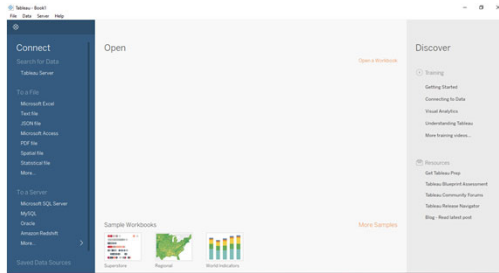 Tableau - Book1
File Data Server Help
Connect
Search for Data
Tableau Server
To a File
Microsoft Excel
Text file
JSON file
Microsoft Access
PDF file
Spatial file
Statistical file
More...
To a Server
Microsoft SQL Server
MySQL
Oracle
Amazon Redshift
More...
Saved Data Sources
Open
Open a Workbook
Sample Workbooks
More Samples
Superstore
Regional
World Indicators
Discover
Training
Getting Started
Connecting to Data
Visual Analytics
Understanding Tableau
More training videos...
Resources
Get Tableau Prep
Tableau Blueprint Assessment
Tableau Community Forums
Tableau Release Navigator
Blog - Read latest post